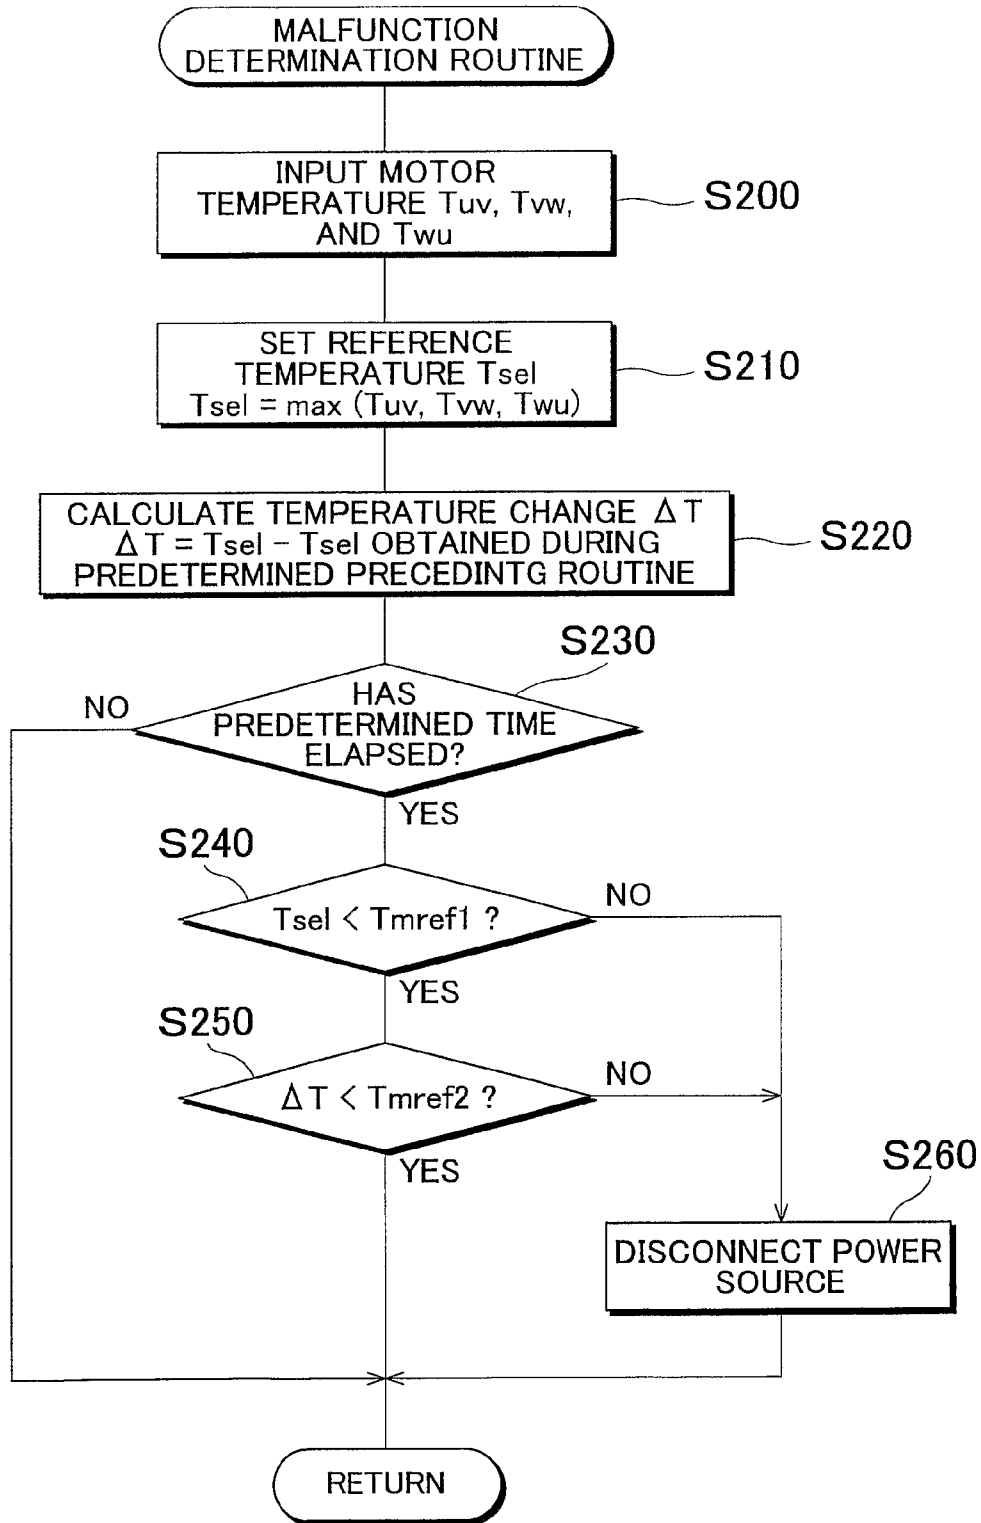 MALFUNCTION
DETERMINATION ROUTINE
INPUT MOTOR
TEMPERATURE Tuv, Tvw,
AND Twu
S200
SET REFERENCE
TEMPERATURE Tsel
Tsel = max (Tuv, Tvw, Twu)
S210
CALCULATE TEMPERATURE CHANGE ΔT
ΔT = Tsel - Tsel OBTAINED DURING
PREDETERMINED PRECEDINTG ROUTINE
S220
S230
HAS
PREDETERMINED TIME
ELAPSED?
NO
YES
S240
Tsel < Tmref1 ?
NO
YES
S250
ΔT < Tmref2 ?
NO
YES
S260
DISCONNECT POWER
SOURCE
RETURN